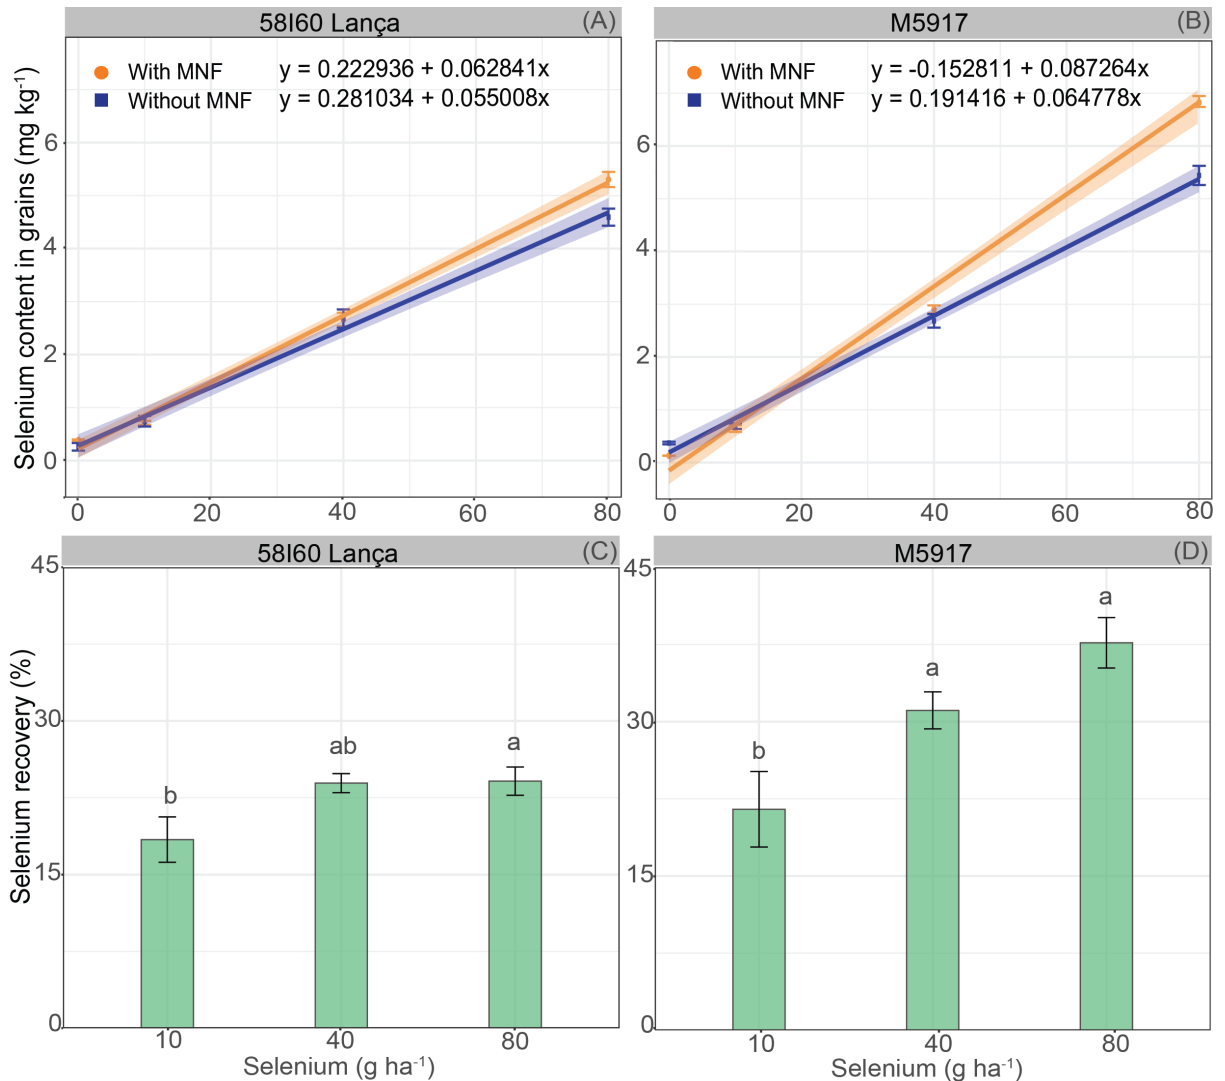 58I60 Lança (A)
With MNF y = 0.222936 + 0.062841x
Without MNF y = 0.281034 + 0.055008x
Selenium content in grains (mg kg⁻¹)
6
4
2
0
0 20 40 60 80
M5917 (B)
With MNF y = -0.152811 + 0.087264x
Without MNF y = 0.191416 + 0.064778x
6
4
2
0
0 20 40 60 80
58I60 Lança (C)
Selenium recovery (%)
45
30
15
0
b ab a
10 40 80
Selenium (g ha⁻¹)
M5917 (D)
45
30
15
0
b a a
10 40 80
Selenium (g ha⁻¹)